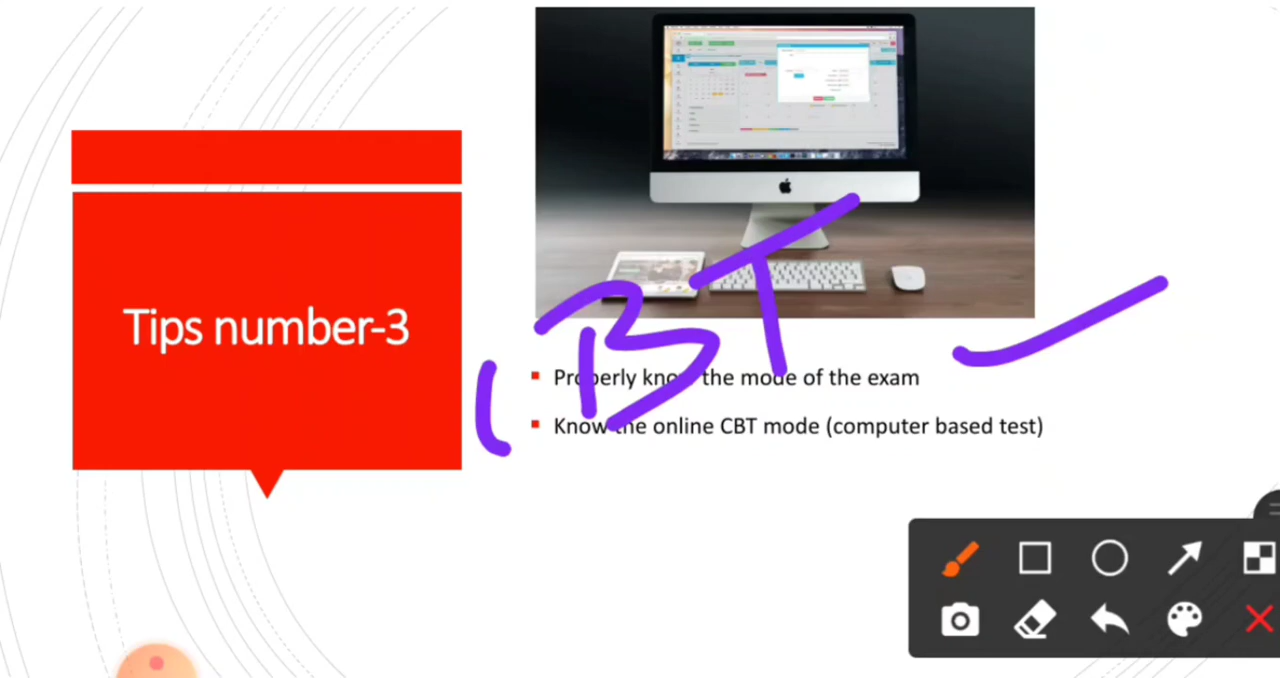 Tips number-3
CBT
Properly know the mode of the exam
Know the online CBT mode (computer based test)